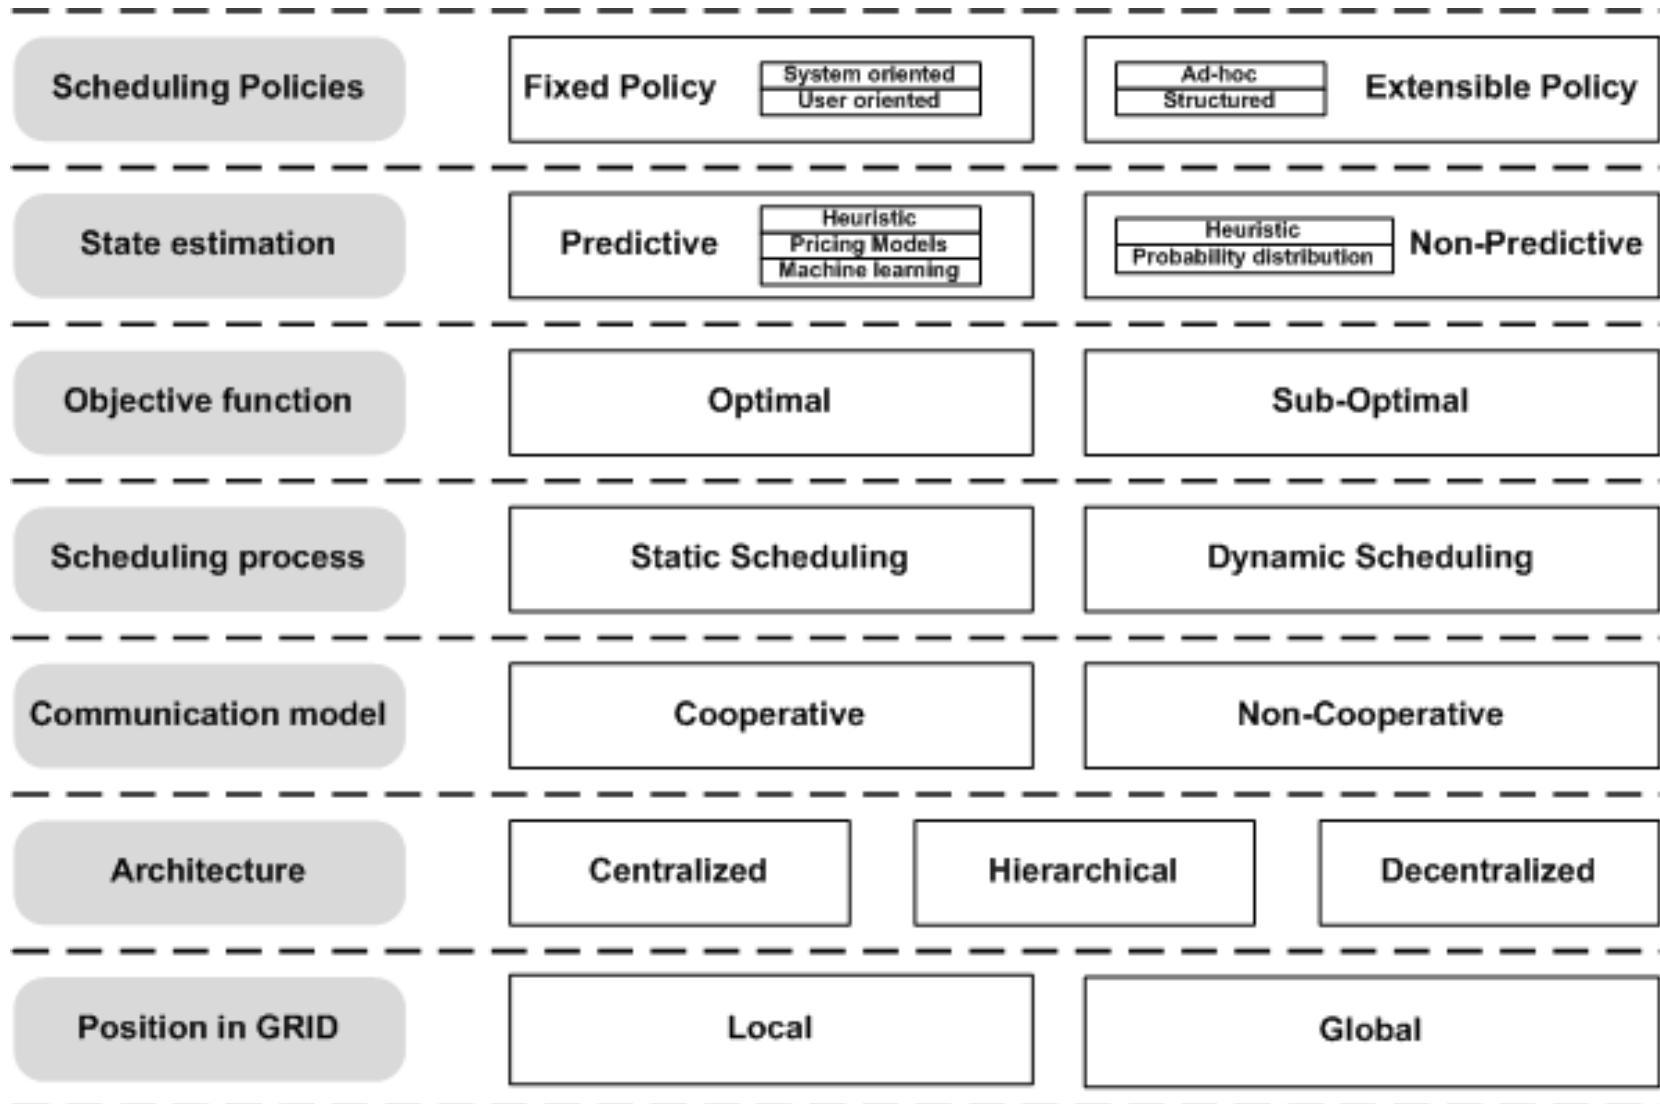 Scheduling Policies
Fixed Policy
System oriented
User oriented
Ad-hoc
Structured
Extensible Policy
State estimation
Predictive
Heuristic
Pricing Models
Machine learning
Heuristic
Probability distribution
Non-Predictive
Objective function
Optimal
Sub-Optimal
Scheduling process
Static Scheduling
Dynamic Scheduling
Communication model
Cooperative
Non-Cooperative
Architecture
Centralized
Hierarchical
Decentralized
Position in GRID
Local
Global